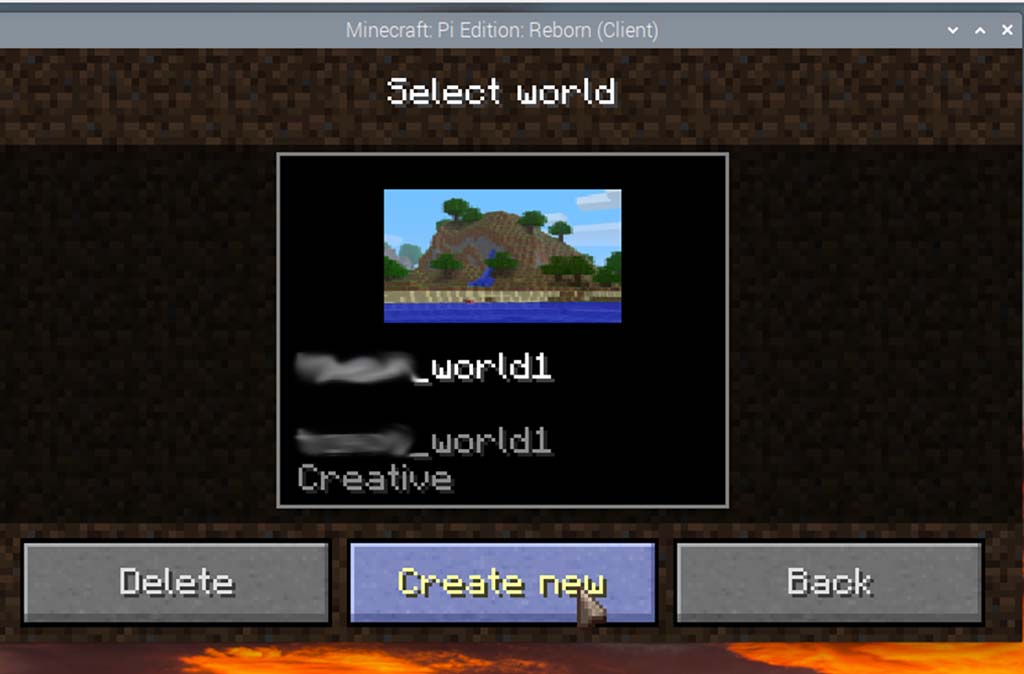 Minecraft: Pi Edition: Reborn (Client)
Select world
_world1
_world1
Creative
Delete
Create new
Back